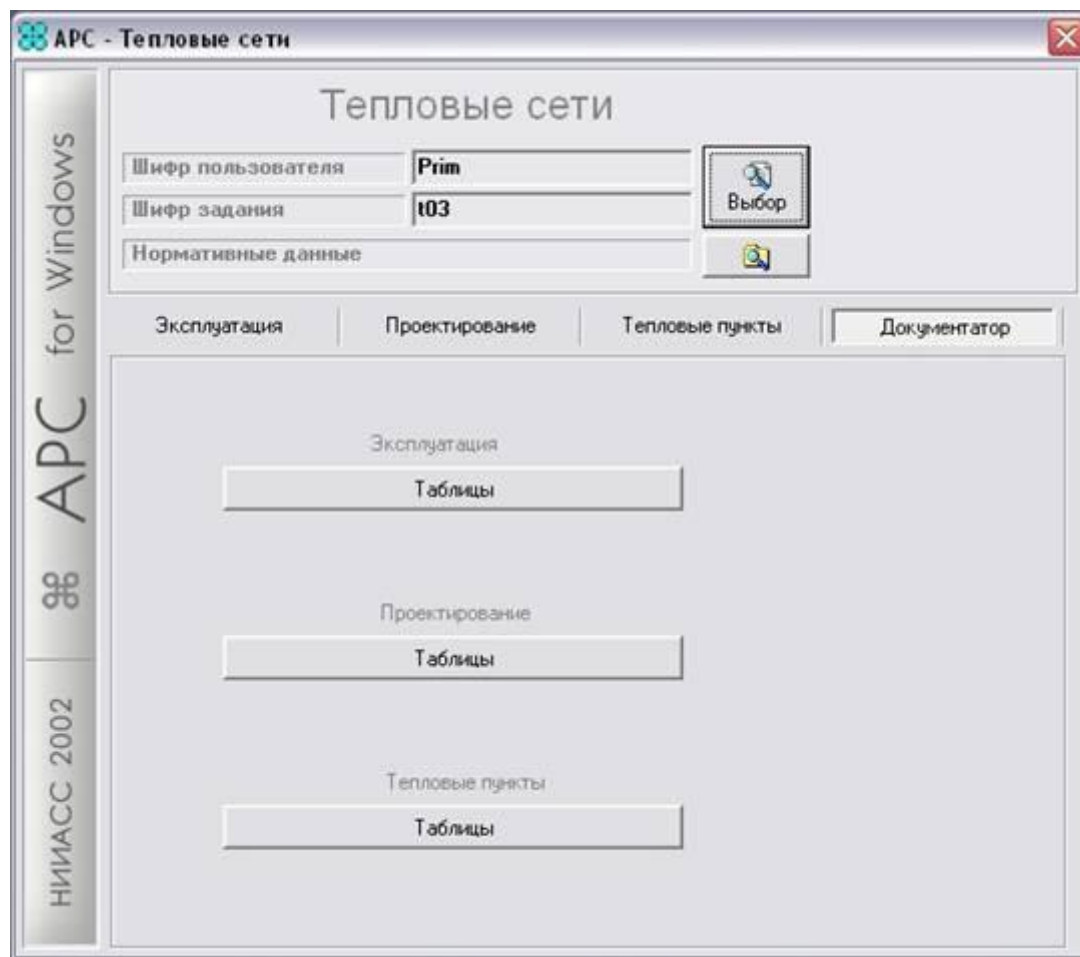 АРС - Тепловые сети
Тепловые сети
Шифр пользователя Prim
Шифр задания t03
Выбор
Нормативные данные
Эксплуатация Проектирование Тепловые пункты Документатор
Эксплуатация
Таблицы
Проектирование
Таблицы
Тепловые пункты
Таблицы
АРС for Windows
НИИАСС 2002